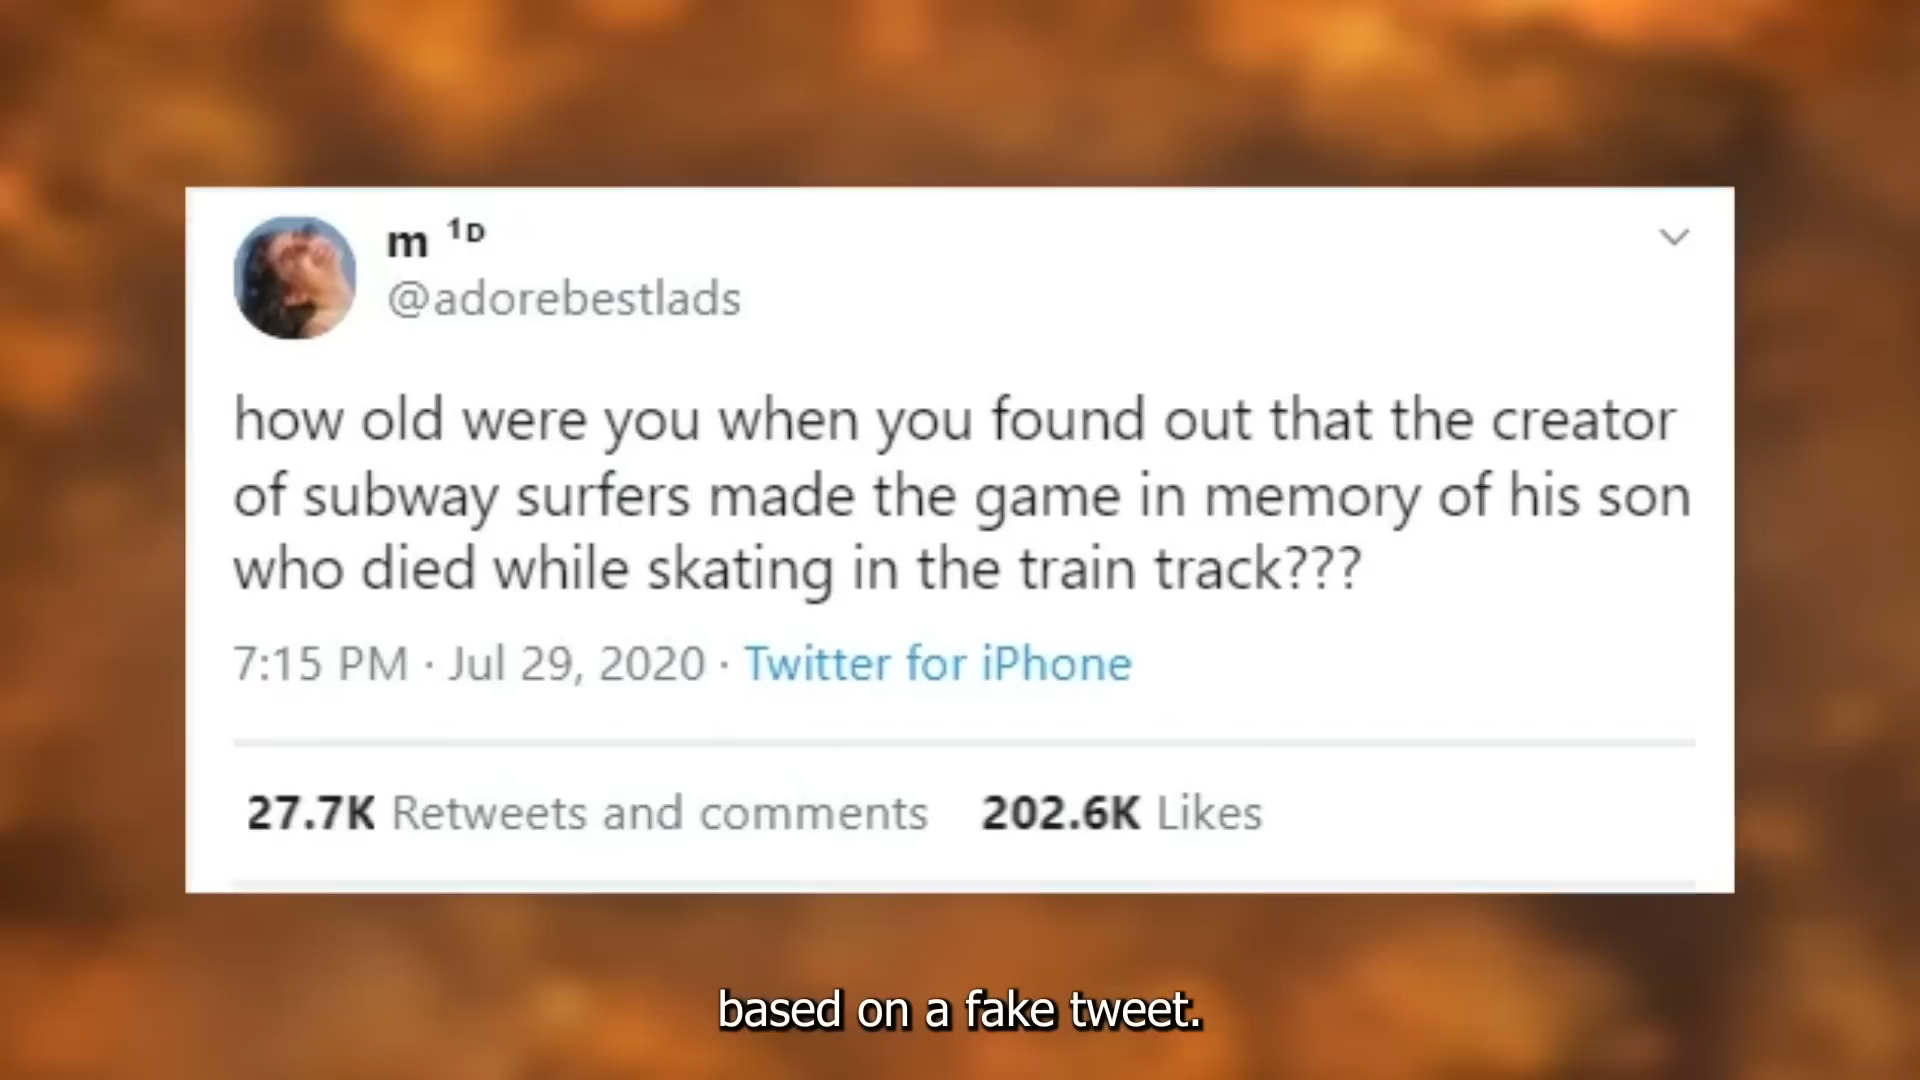 m ¹ᴰ
@adorebestlads
how old were you when you found out that the creator
of subway surfers made the game in memory of his son
who died while skating in the train track???
7:15 PM · Jul 29, 2020 · Twitter for iPhone
27.7K Retweets and comments 202.6K Likes
based on a fake tweet.